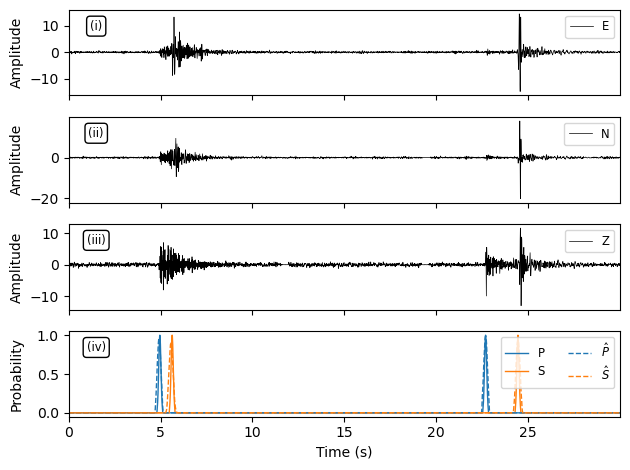 10
0
−10
Amplitude
(i)
E
0
−20
Amplitude
(ii)
N
10
0
−10
Amplitude
(iii)
Z
1.0
0.5
0.0
Probability
(iv)
P
S
P̂
Ŝ
0 5 10 15 20 25
Time (s)